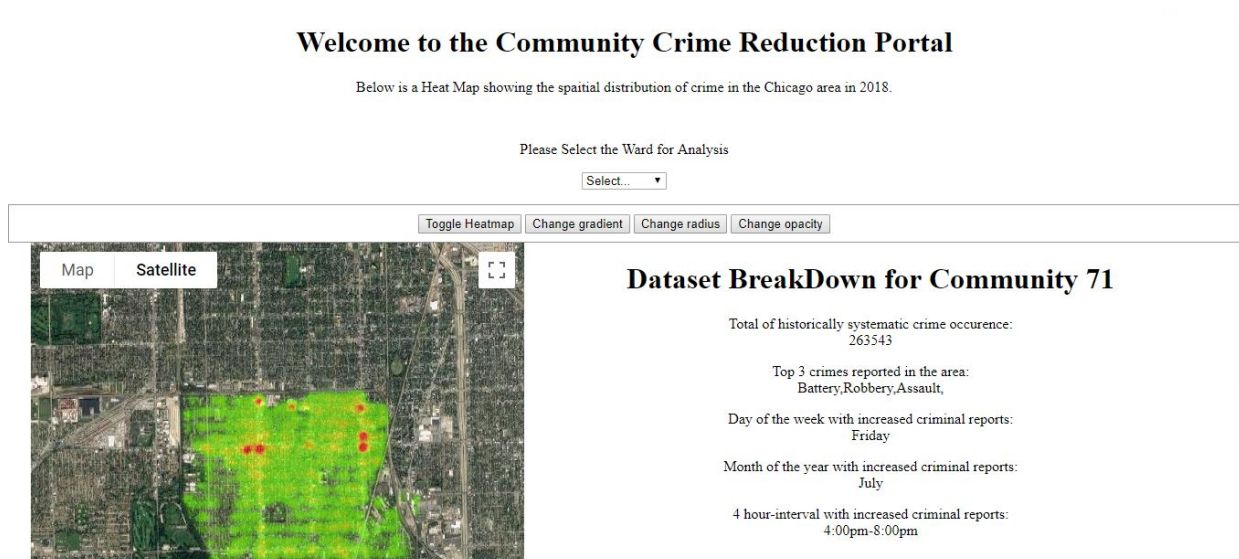 Welcome to the Community Crime Reduction Portal
Below is a Heat Map showing the spaitial distribution of crime in the Chicago area in 2018.
Please Select the Ward for Analysis
Select...
Toggle Heatmap Change gradient Change radius Change opacity
Map Satellite
Dataset BreakDown for Community 71
Total of historically systematic crime occurence:
263543
Top 3 crimes reported in the area:
Battery,Robbery,Assault,
Day of the week with increased criminal reports:
Friday
Month of the year with increased criminal reports:
July
4 hour-interval with increased criminal reports:
4:00pm-8:00pm